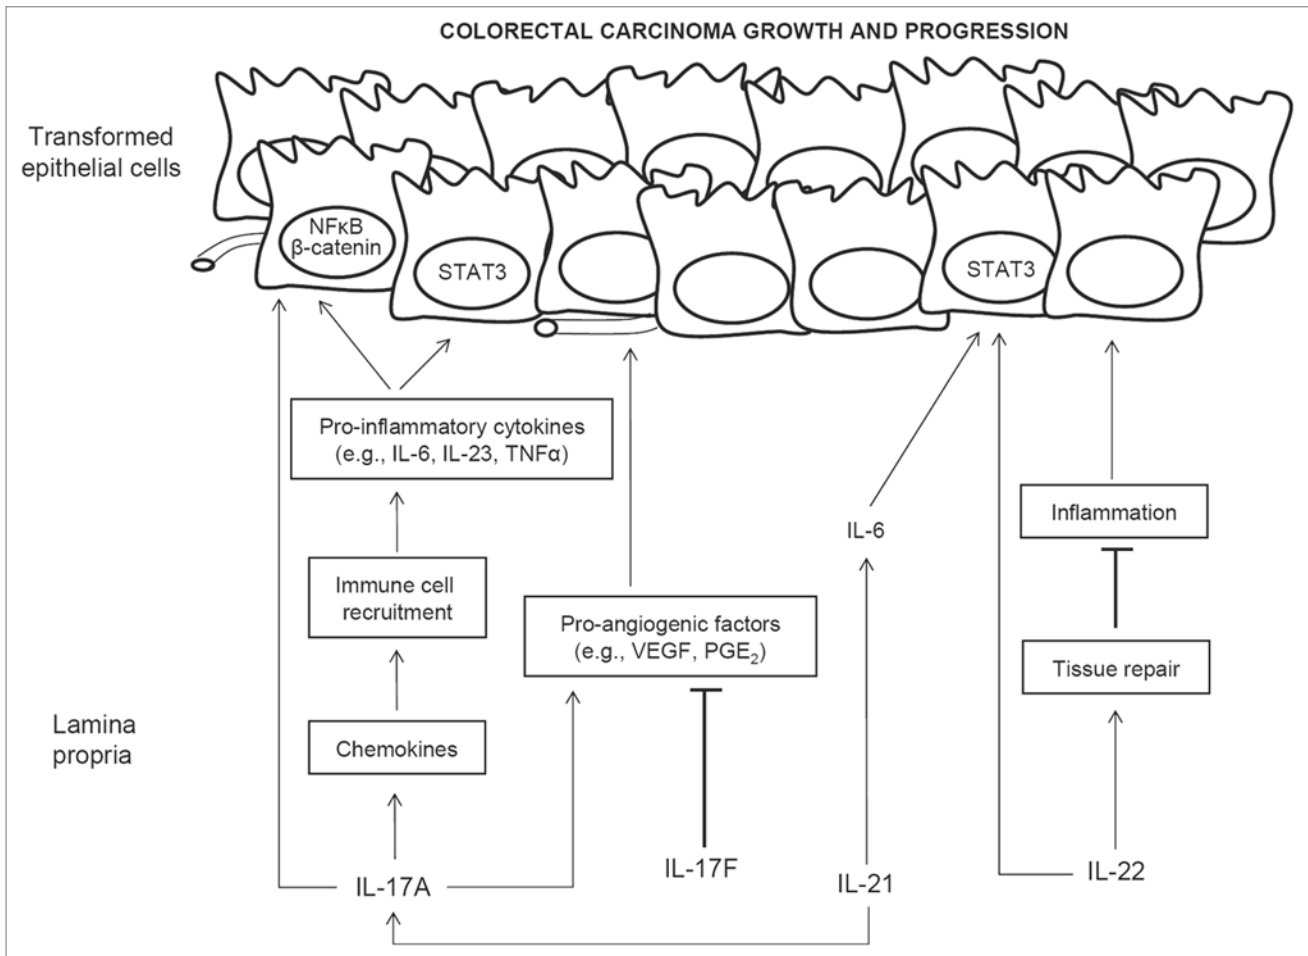 COLORECTAL CARCINOMA GROWTH AND PROGRESSION
Transformed
epithelial cells
NFκB
β-catenin
STAT3
STAT3
Pro-inflammatory cytokines
(e.g., IL-6, IL-23, TNFα)
Inflammation
IL-6
Immune cell
recruitment
Pro-angiogenic factors
(e.g., VEGF, PGE₂)
Tissue repair
Lamina
propria
Chemokines
IL-17A
IL-17F
IL-21
IL-22